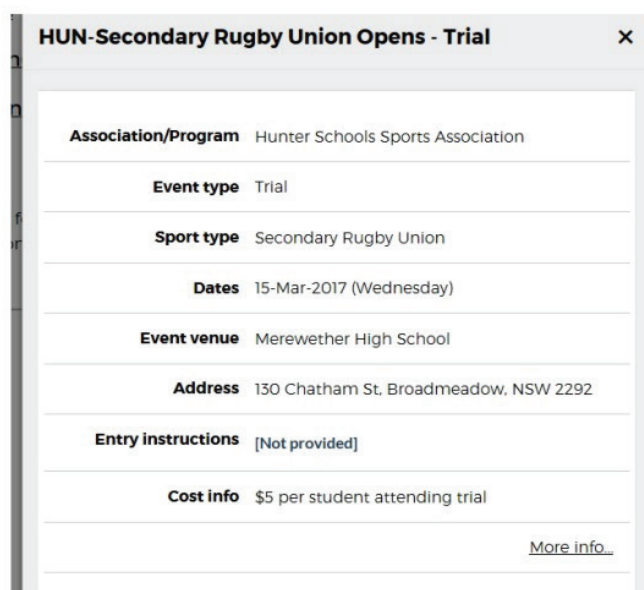 HUN-Secondary Rugby Union Opens - Trial ×
Association/Program Hunter Schools Sports Association
Event type Trial
Sport type Secondary Rugby Union
Dates 15-Mar-2017 (Wednesday)
Event venue Merewether High School
Address 130 Chatham St, Broadmeadow, NSW 2292
Entry instructions [Not provided]
Cost info $5 per student attending trial
More info...